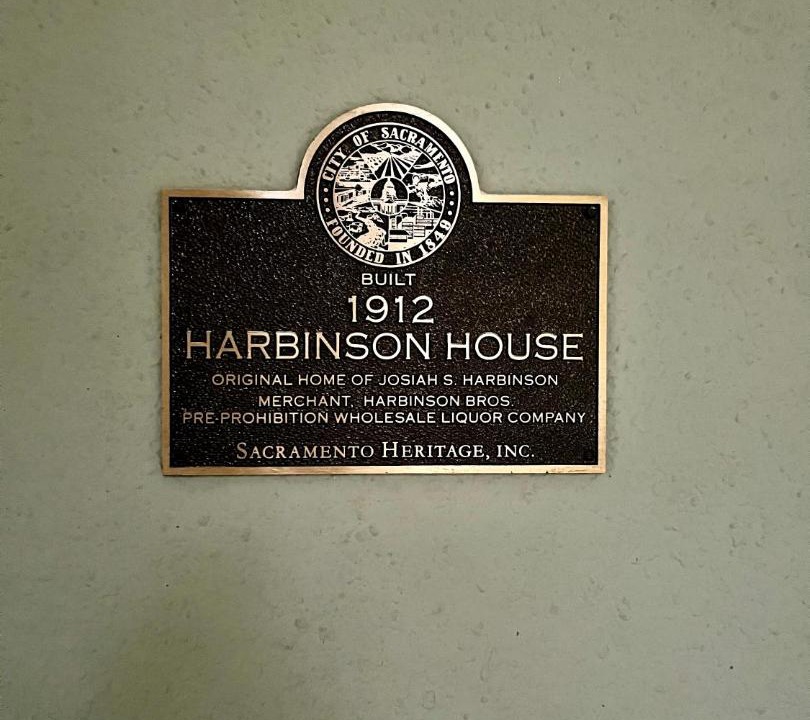 CITY OF SACRAMENTO
FOUNDED IN 1849
BUILT
1912
HARBINSON HOUSE
ORIGINAL HOME OF JOSIAH S. HARBINSON
MERCHANT, HARBINSON BROS.
PRE-PROHIBITION WHOLESALE LIQUOR COMPANY
SACRAMENTO HERITAGE, INC.